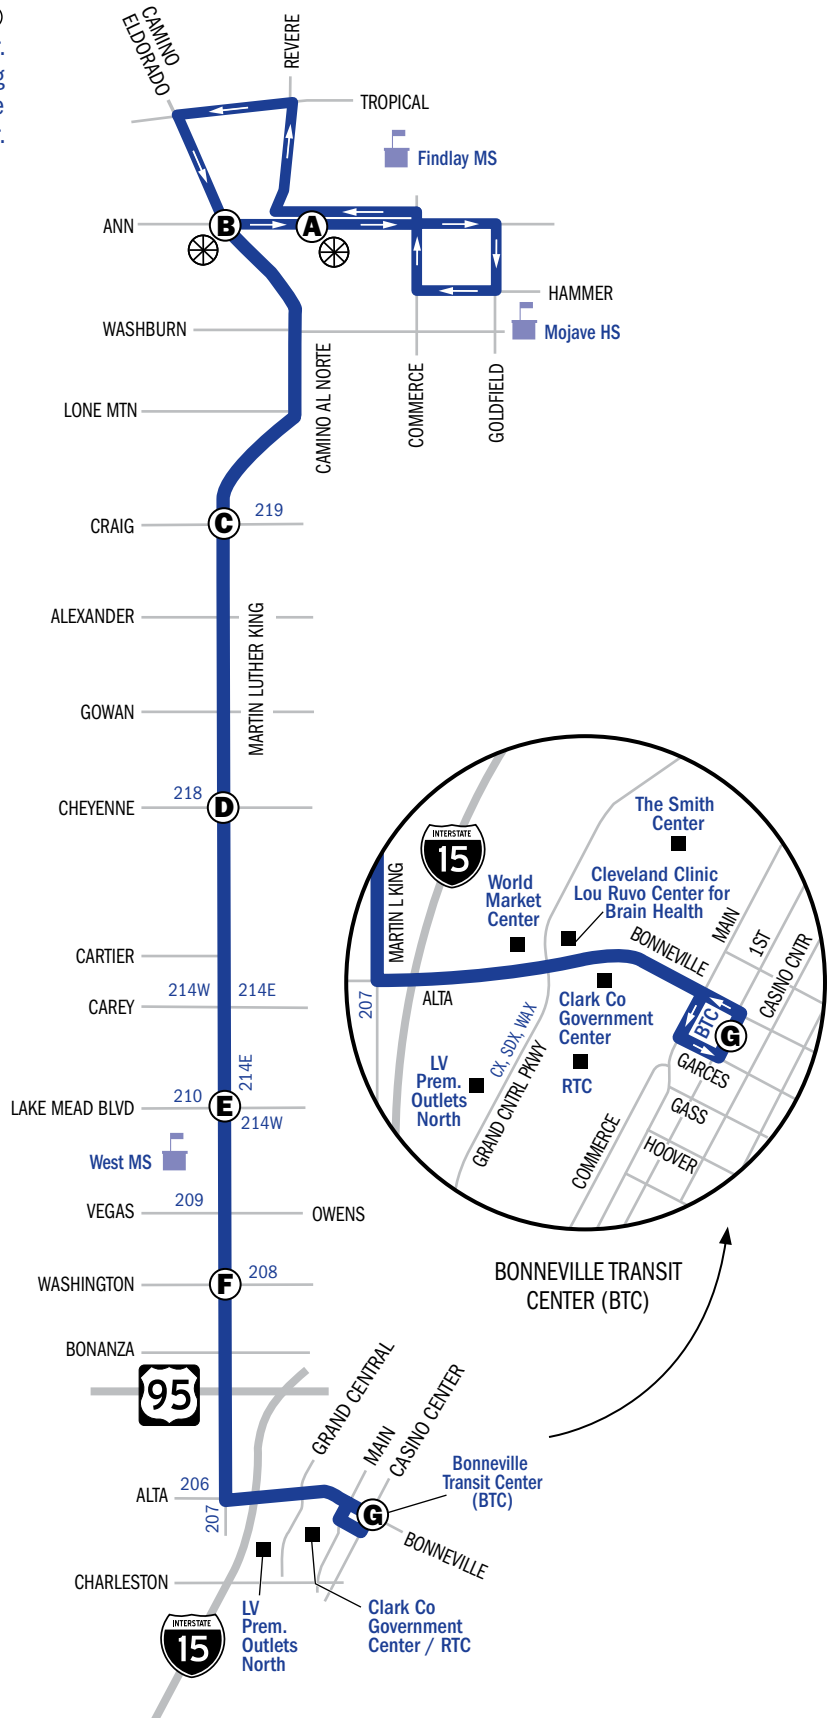 CAMINO
ELDORADO
REVERE
TROPICAL
Findlay MS
ANN
B
A
HAMMER
WASHBURN
Mojave HS
CAMINO AL NORTE
COMMERCE
GOLDFIELD
LONE MTN
CRAIG
C
219
ALEXANDER
MARTIN LUTHER KING
GOWAN
CHEYENNE
218
D
CARTIER
214W
214E
CAREY
214E
LAKE MEAD BLVD
210
E
214W
West MS
VEGAS
209
OWENS
WASHINGTON
F
208
BONANZA
95
GRAND CENTRAL
MAIN
CASINO CENTER
ALTA
206
207
G
Bonneville
Transit Center
(BTC)
BONNEVILLE
CHARLESTON
INTERSTATE
15
LV
Prem.
Outlets
North
Clark Co
Government
Center / RTC
The Smith
Center
INTERSTATE
15
MARTIN L KING
World
Market
Center
Cleveland Clinic
Lou Ruvo Center for
Brain Health
BONNEVILLE
MAIN
1ST
CASINO CNTR
207
ALTA
CX, SDX, WAX
GRAND CNTRL PKWY
Clark Co
Government
Center
RTC
LV
Prem.
Outlets
North
BTC
G
GARCES
GASS
HOOVER
COMMERCE
BONNEVILLE TRANSIT
CENTER (BTC)